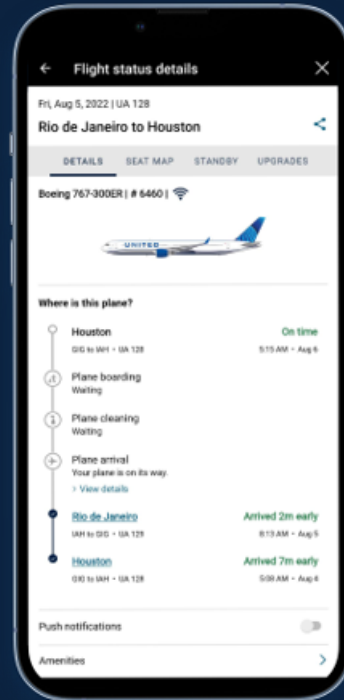 Flight status details
Fri, Aug 5, 2022 | UA 128
Rio de Janeiro to Houston
DETAILS SEAT MAP STANDBY UPGRADES
Boeing 767-300ER | # 6460 |
UNITED
Where is this plane?
Houston On time
GIG to IAH • UA 128 5:15 AM • Aug 6
Plane boarding
Waiting
Plane cleaning
Waiting
Plane arrival
Your plane is on its way.
> View details
Rio de Janeiro Arrived 2m early
IAH to GIG • UA 129 8:13 AM • Aug 5
Houston Arrived 7m early
GIG to IAH • UA 128 5:08 AM • Aug 4
Push notifications
Amenities